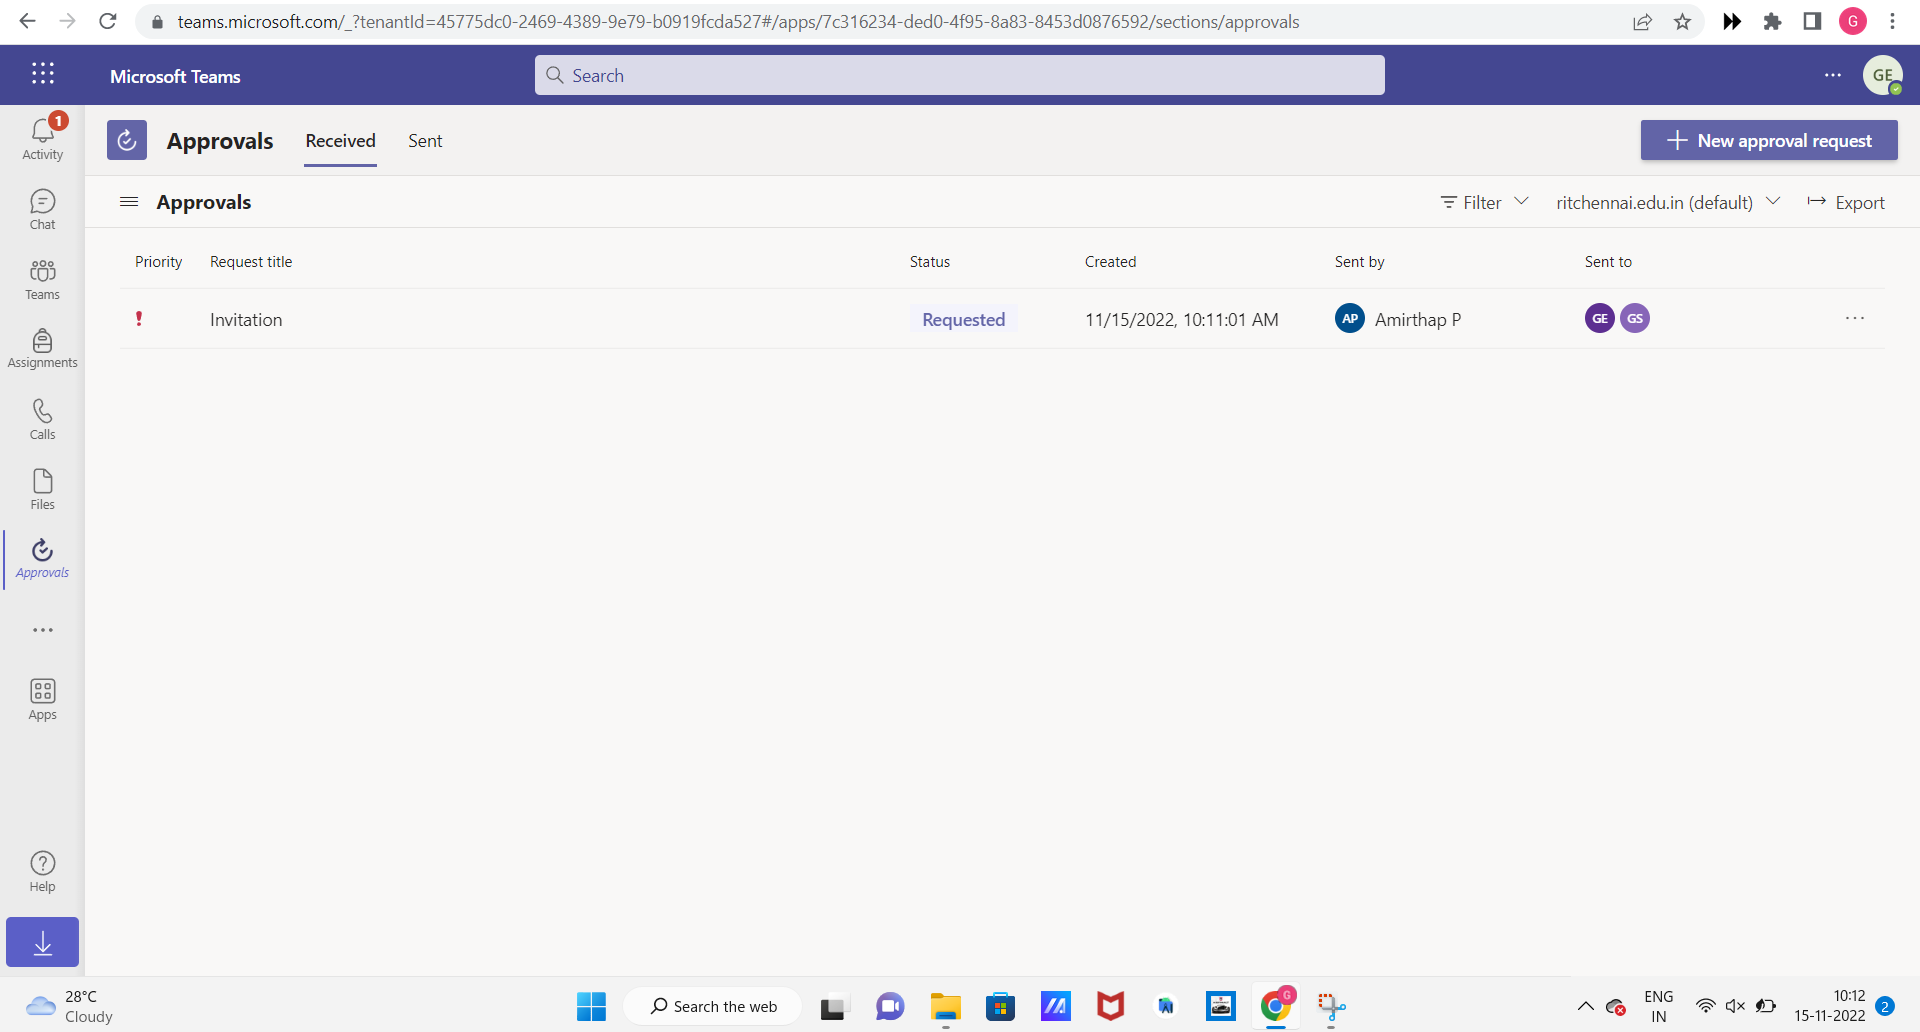 teams.microsoft.com/_?tenantId=45775dc0-2469-4389-9e79-b0919fcda527#/apps/7c316234-ded0-4f95-8a83-8453d0876592/sections/approvals
G
Microsoft Teams
Search
GE
1
Activity
Chat
Teams
Assignments
Calls
Files
Approvals
Apps
Help
Approvals Received Sent
New approval request
Approvals
Filter ritchennai.edu.in (default) Export
Priority Request title Status Created Sent by Sent to
! Invitation Requested 11/15/2022, 10:11:01 AM AP Amirthap P GE GS
28°C
Cloudy
Search the web
G
ENG
IN
10:12
15-11-2022
2